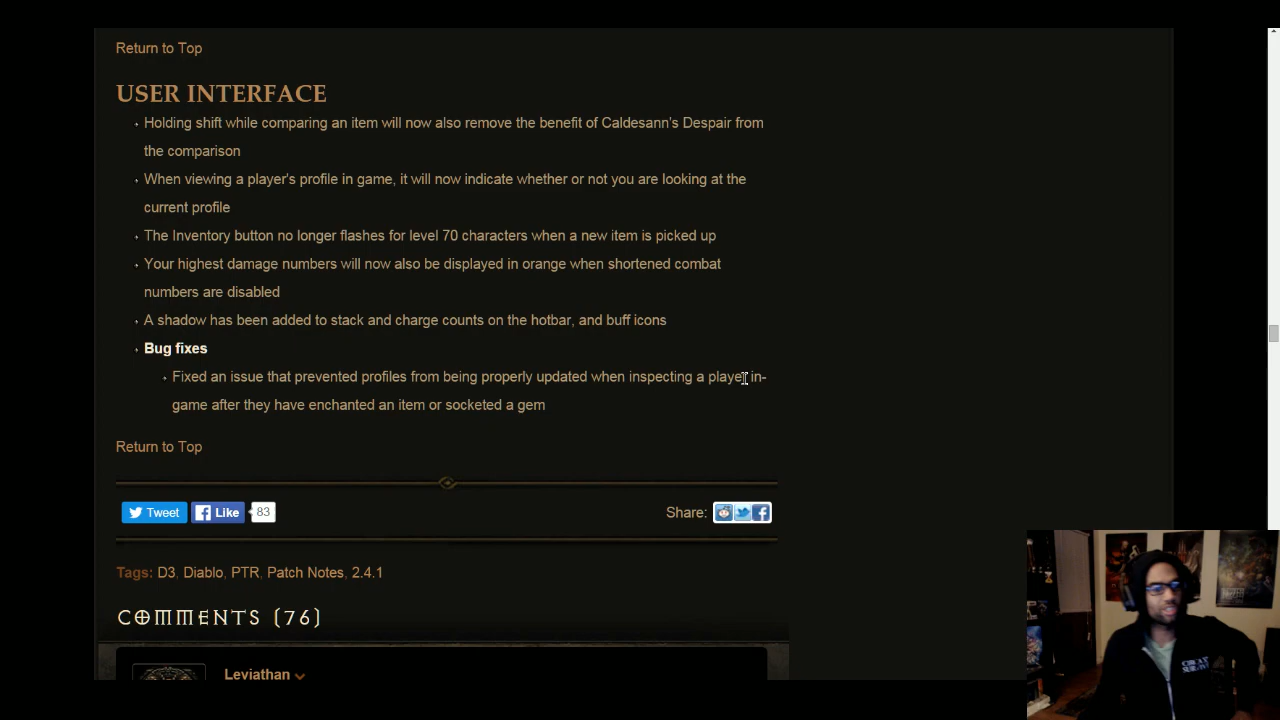 Return to Top
USER INTERFACE
Holding shift while comparing an item will now also remove the benefit of Caldesann's Despair from
the comparison
When viewing a player's profile in game, it will now indicate whether or not you are looking at the
current profile
The Inventory button no longer flashes for level 70 characters when a new item is picked up
Your highest damage numbers will now also be displayed in orange when shortened combat
numbers are disabled
A shadow has been added to stack and charge counts on the hotbar, and buff icons
Bug fixes
Fixed an issue that prevented profiles from being properly updated when inspecting a player in-
game after they have enchanted an item or socketed a gem
Return to Top
Tweet Like 83 Share:
Tags: D3, Diablo, PTR, Patch Notes, 2.4.1
COMMENTS (76)
Leviathan